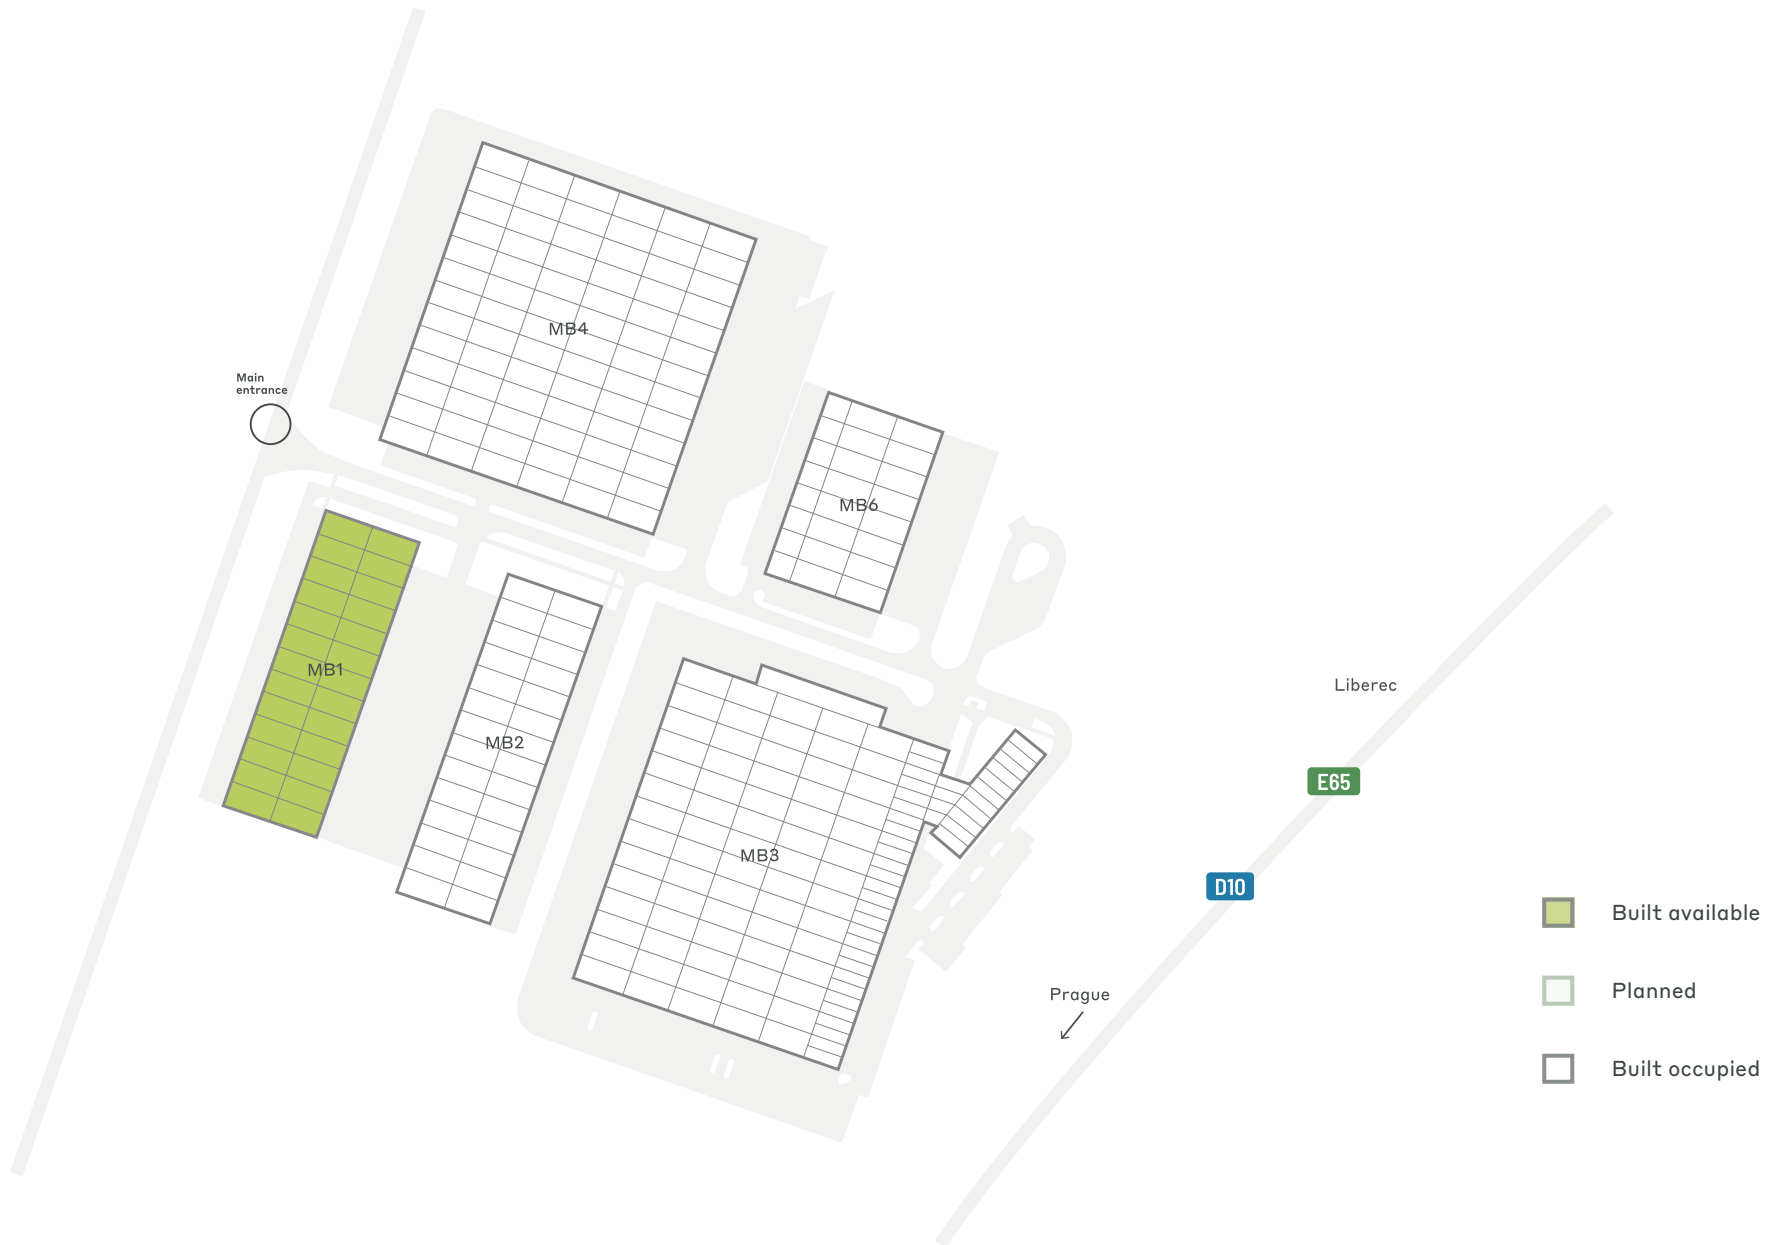 MB4
Main
entrance
MB6
MB1
Liberec
MB2
E65
MB3
D10
Built available
Planned
Prague
Built occupied